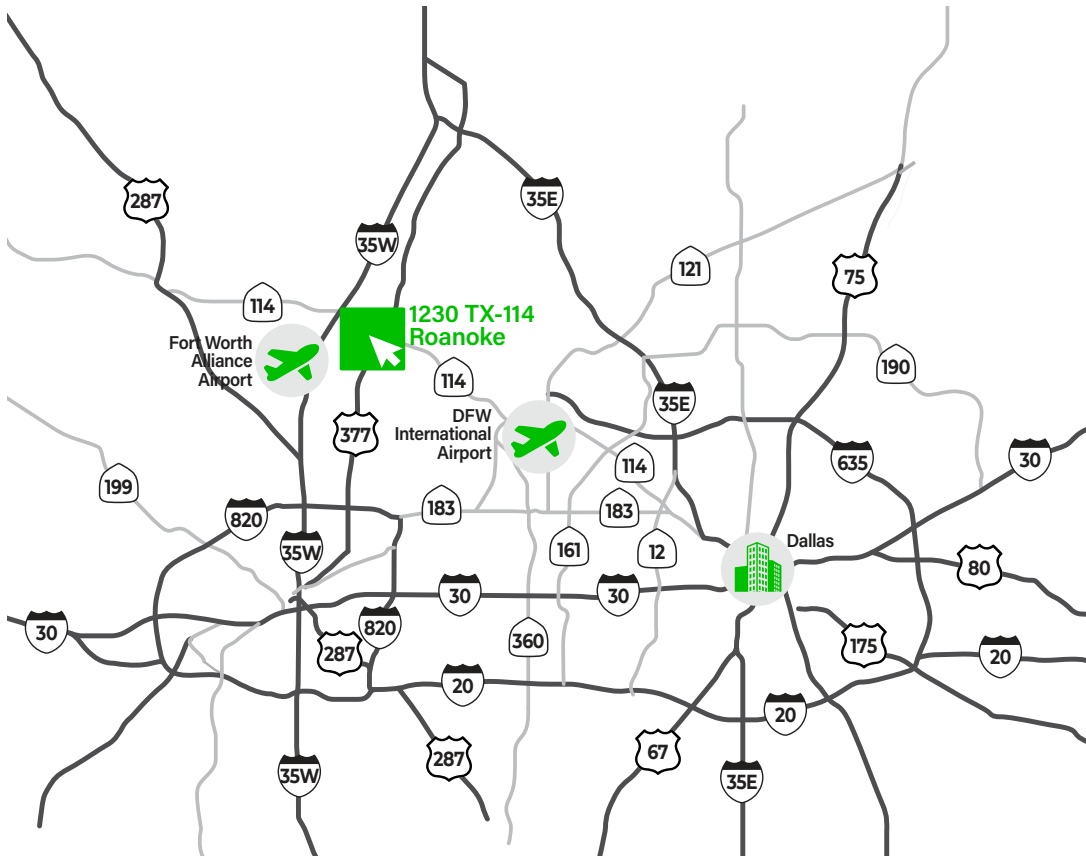 287
35E
35W
121
75
114
1230 TX-114
Roanoke
Fort Worth
Alliance
Airport
114
190
35E
DFW
International
Airport
377
114
635
30
199
820
183
183
35W
161
12
Dallas
80
30
30
30
820
287
360
175
20
20
20
67
287
35W
35E